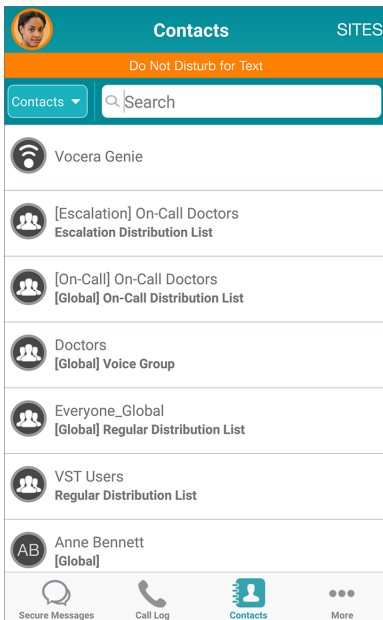 Contacts
SITES
Do Not Disturb for Text
Contacts
Search
Vocera Genie
[Escalation] On-Call Doctors
Escalation Distribution List
[On-Call] On-Call Doctors
[Global] On-Call Distribution List
Doctors
[Global] Voice Group
Everyone_Global
[Global] Regular Distribution List
VST Users
Regular Distribution List
AB
Anne Bennett
[Global]
Secure Messages
Call Log
Contacts
More